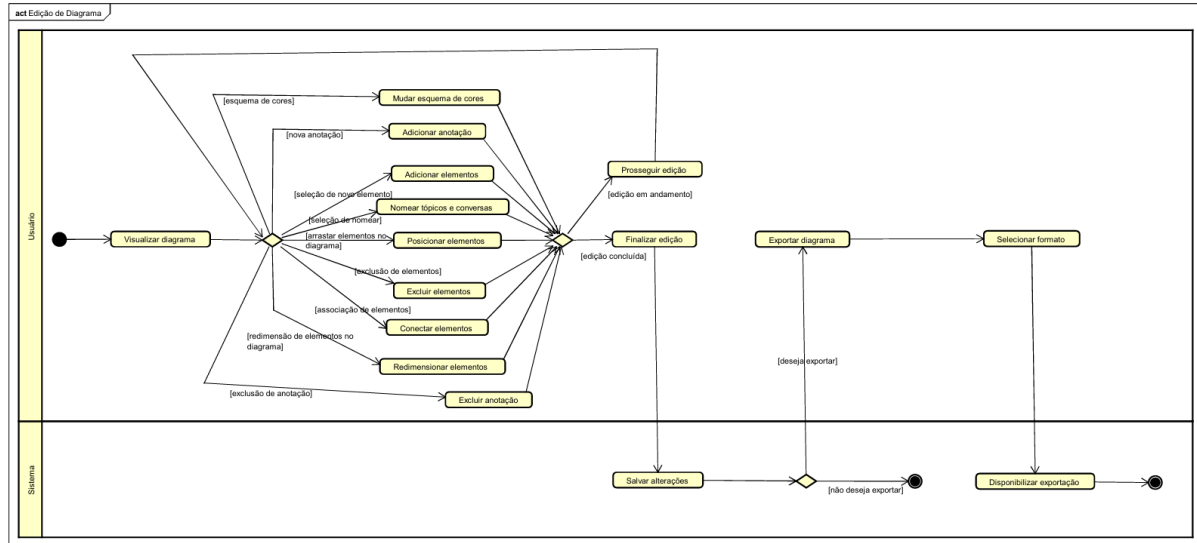 act Edição de Diagrama
Usuário
[esquema de cores]
Mudar esquema de cores
[nova anotação]
Adicionar anotação
Adicionar elementos
[seleção de novo elemento]
Nomear tópicos e conversas
[seleção de nomear]
Visualizar diagrama
[arrastar elementos no
diagrama]
Posicionar elementos
[exclusão de elementos]
Excluir elementos
[associação de elementos]
Conectar elementos
[redimensão de elementos no
diagrama]
Redimensionar elementos
[exclusão de anotação]
Excluir anotação
Prosseguir edição
[edição em andamento]
Finalizar edição
[edição concluída]
Exportar diagrama
Selecionar formato
[deseja exportar]
Sistema
Salvar alterações
[não deseja exportar]
Disponibilizar exportação